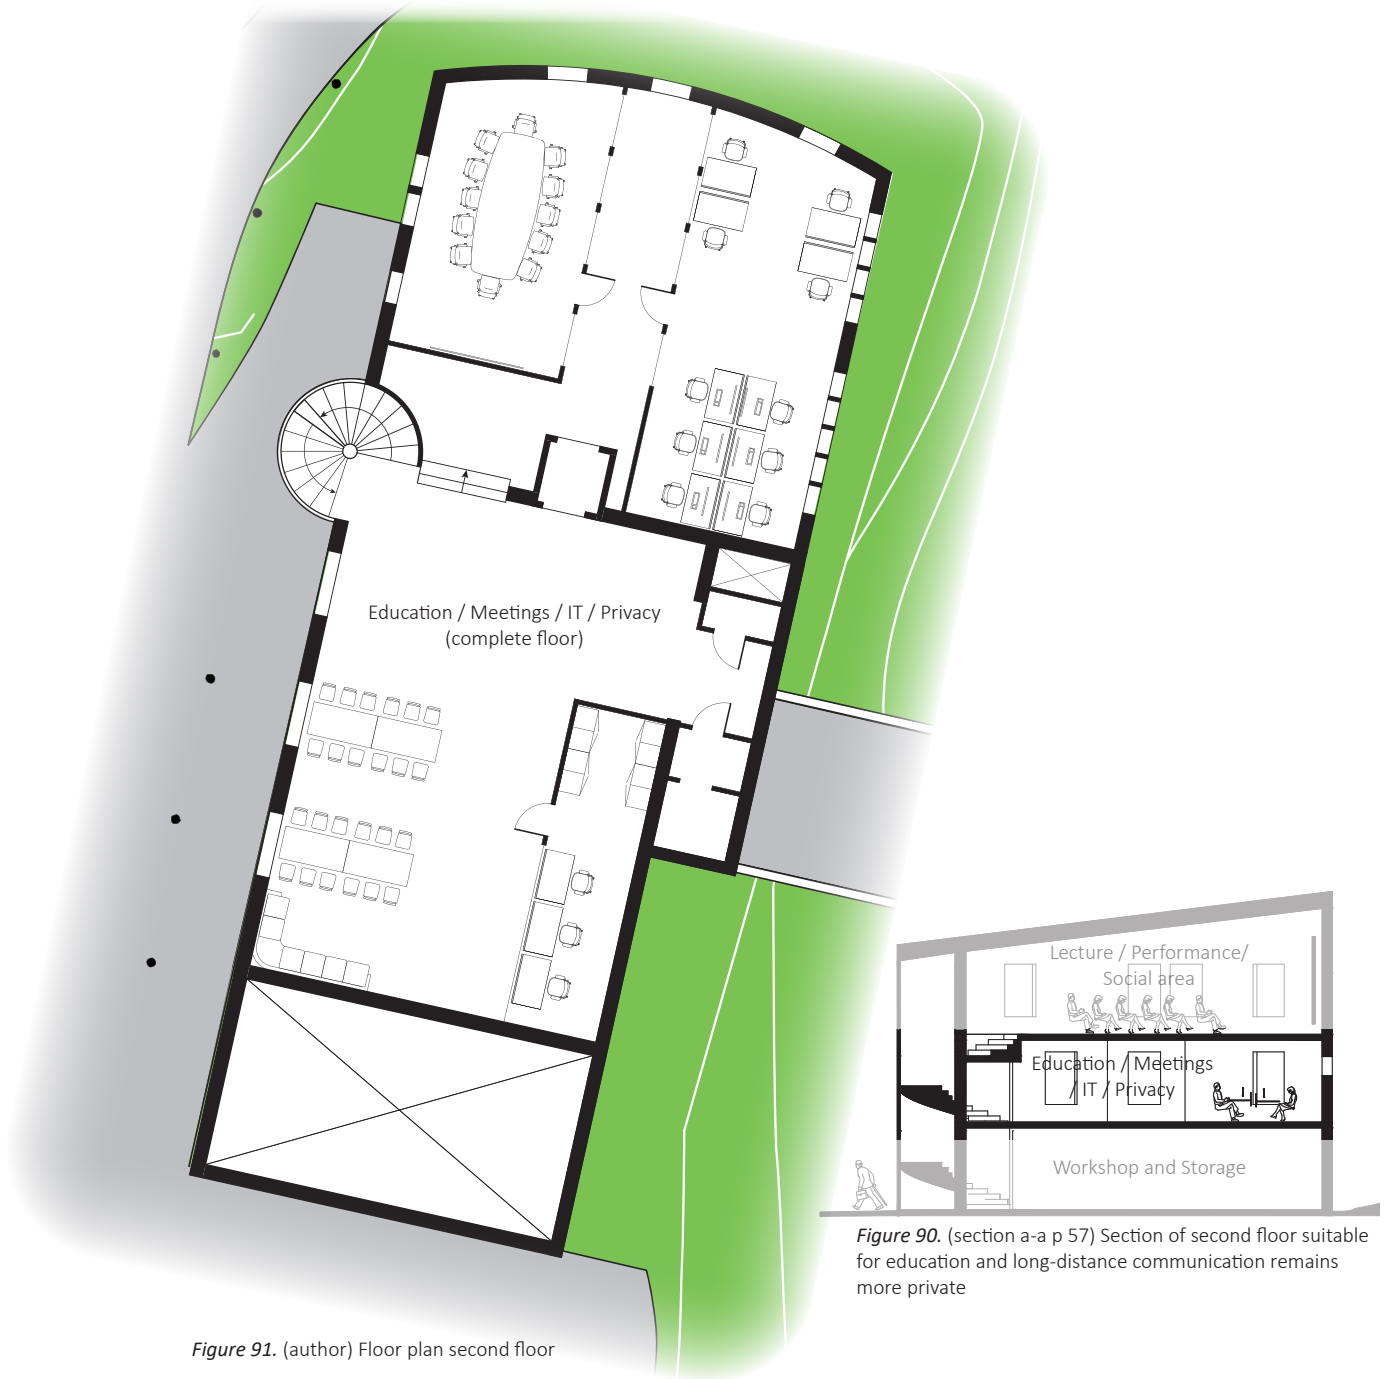 Education / Meetings / IT / Privacy
(complete floor)
Lecture / Performance/
Social area
Education / Meetings
/ IT / Privacy
Workshop and Storage
Figure 90. (section a-a p 57) Section of second floor suitable
for education and long-distance communication remains
more private
Figure 91. (author) Floor plan second floor